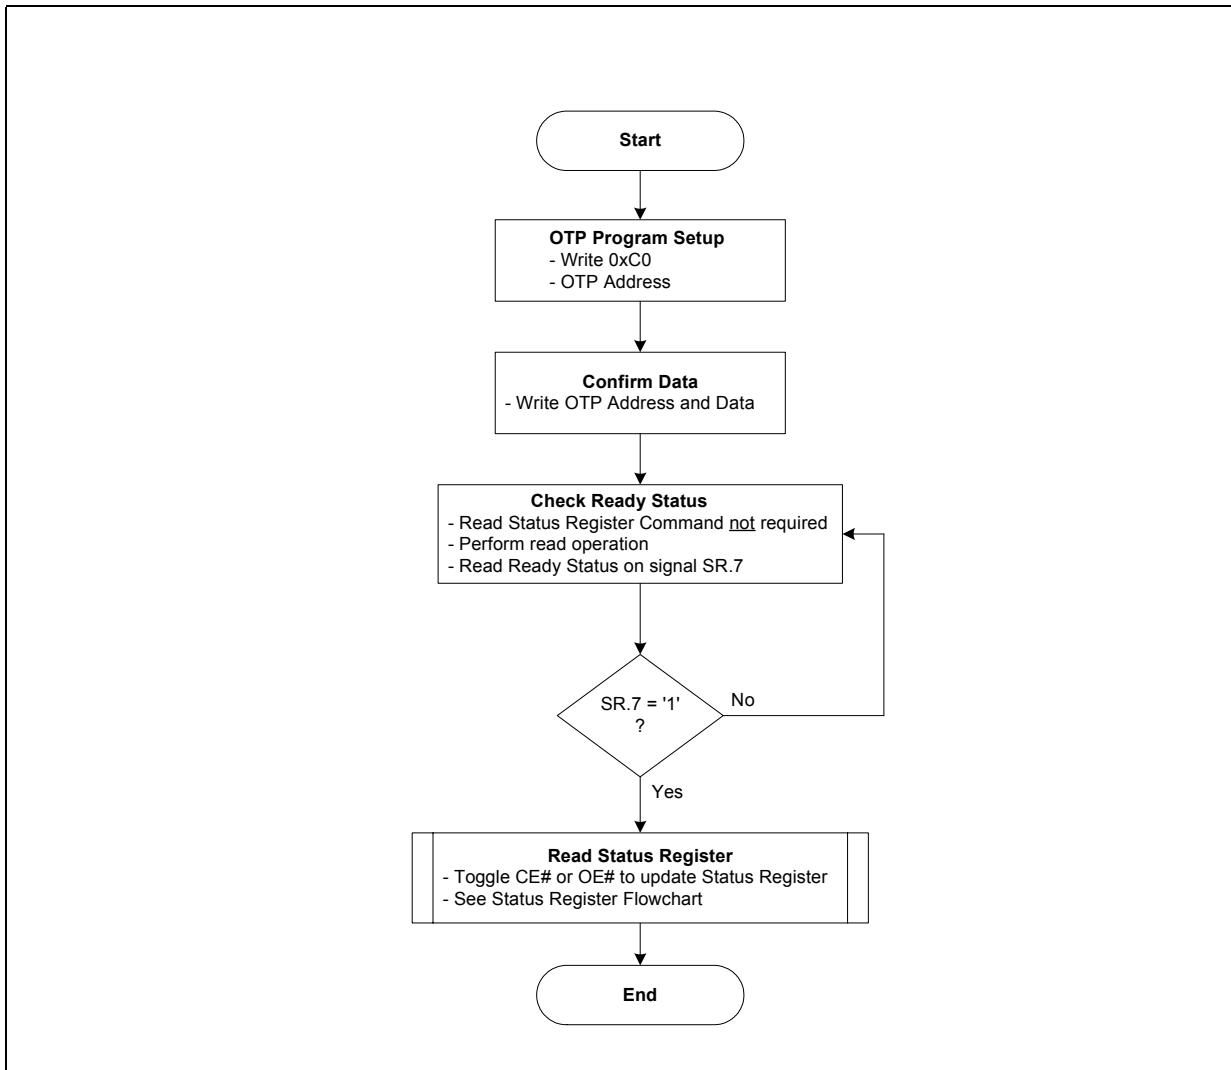 Start
OTP Program Setup
- Write 0xC0
- OTP Address
Confirm Data
- Write OTP Address and Data
Check Ready Status
- Read Status Register Command not required
- Perform read operation
- Read Ready Status on signal SR.7
SR.7 = '1'
?
No
Yes
Read Status Register
- Toggle CE# or OE# to update Status Register
- See Status Register Flowchart
End